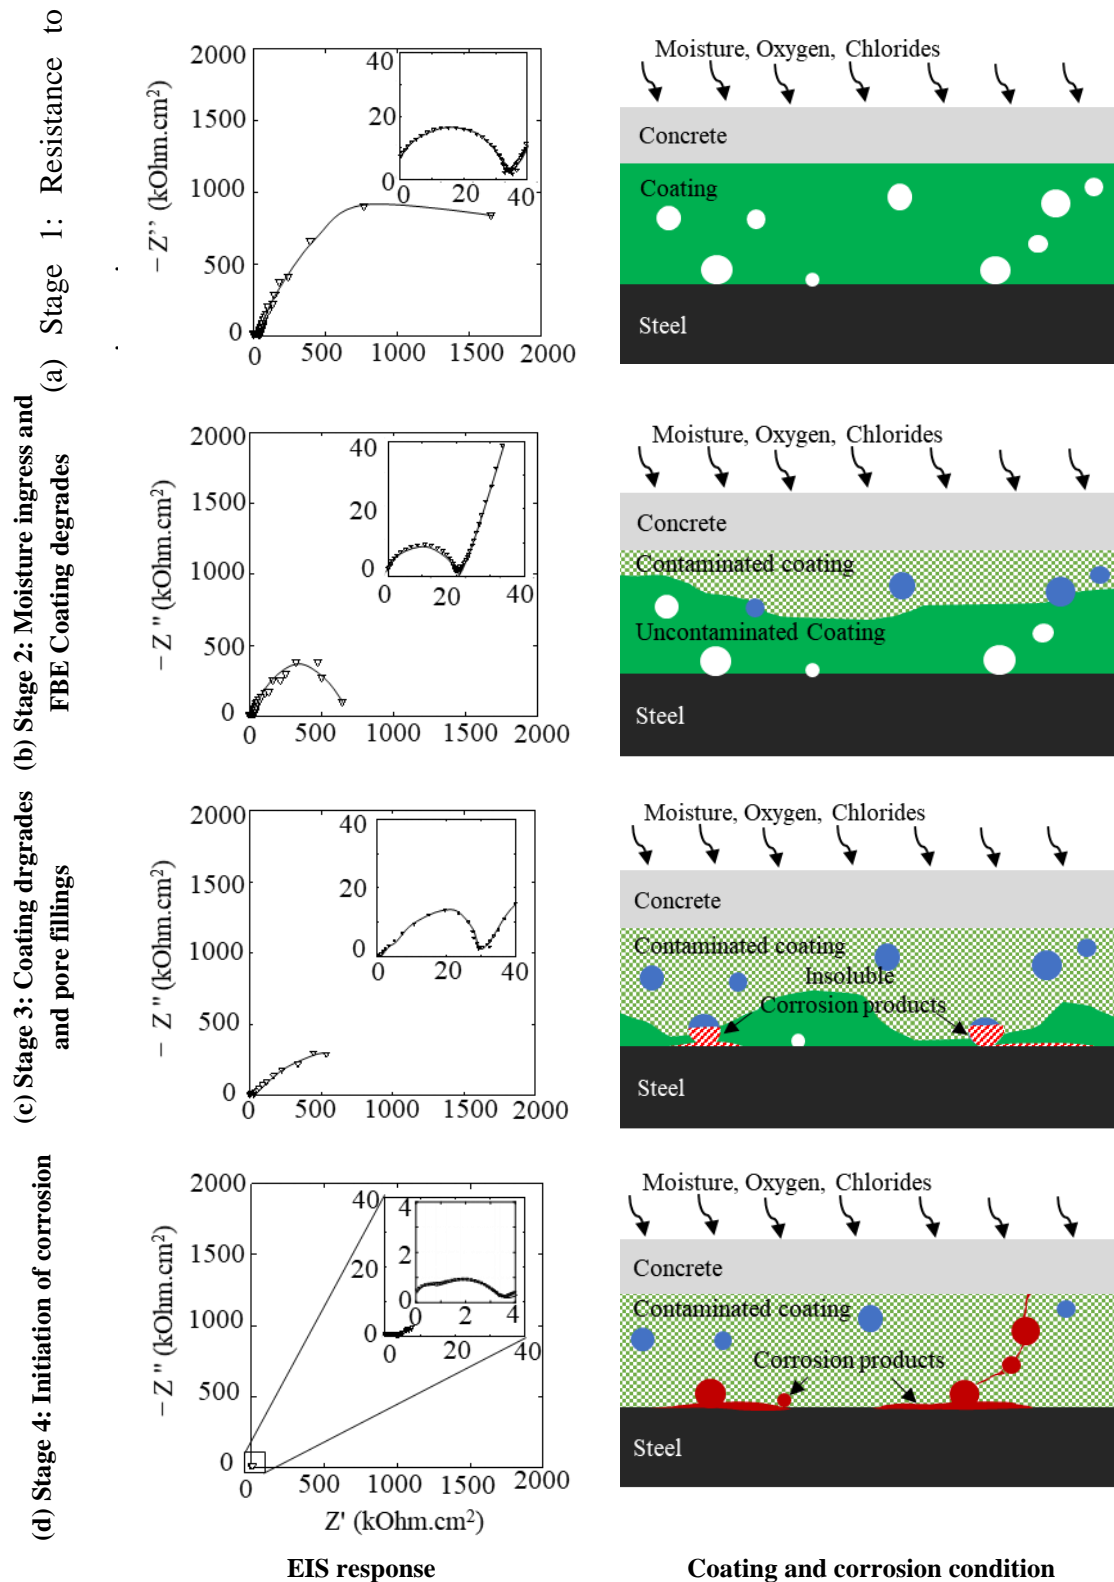 (a) Stage 1: Resistance to
2000
1500
1000
500
0
0
500
1000
1500
2000
− Z’’ (kOhm.cm²)
40
20
0
0
20
40
Moisture, Oxygen, Chlorides
Concrete
Coating
Steel
(b) Stage 2: Moisture ingress and
FBE Coating degrades
2000
1500
1000
500
0
0
500
1000
1500
2000
− Z " (kOhm.cm²)
40
20
0
0
20
40
Moisture, Oxygen, Chlorides
Concrete
Contaminated coating
Uncontaminated Coating
Steel
(c) Stage 3: Coating drgrades
and pore fillings
2000
1500
1000
500
0
0
500
1000
1500
2000
− Z " (kOhm.cm²)
40
20
0
0
20
40
Moisture, Oxygen, Chlorides
Concrete
Contaminated coating
Insoluble
Corrosion products
Steel
(d) Stage 4: Initiation of corrosion
2000
1500
1000
500
0
0
500
1000
1500
2000
− Z " (kOhm.cm²)
Z' (kOhm.cm²)
40
20
0
0
20
40
4
2
0
0
2
4
Moisture, Oxygen, Chlorides
Concrete
Contaminated coating
Corrosion products
Steel
EIS response
Coating and corrosion condition